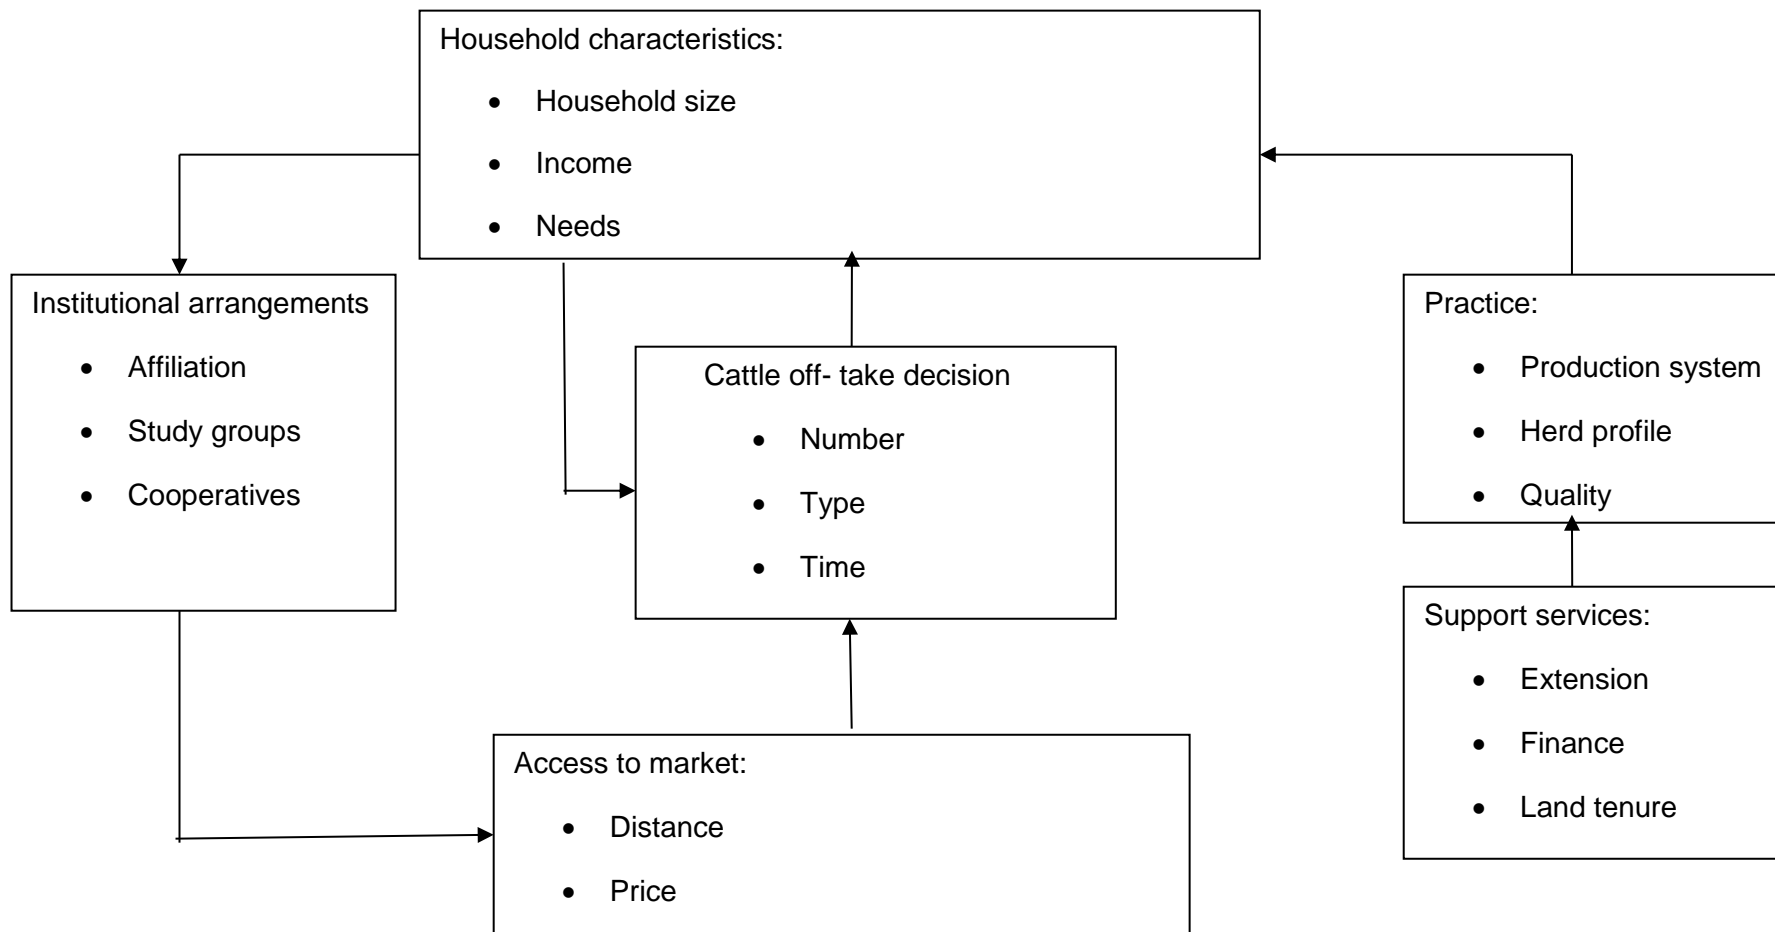 Household characteristics:
• Household size
• Income
• Needs
Institutional arrangements
• Affiliation
• Study groups
• Cooperatives
Cattle off- take decision
• Number
• Type
• Time
Practice:
• Production system
• Herd profile
• Quality
Support services:
• Extension
• Finance
• Land tenure
Access to market:
• Distance
• Price